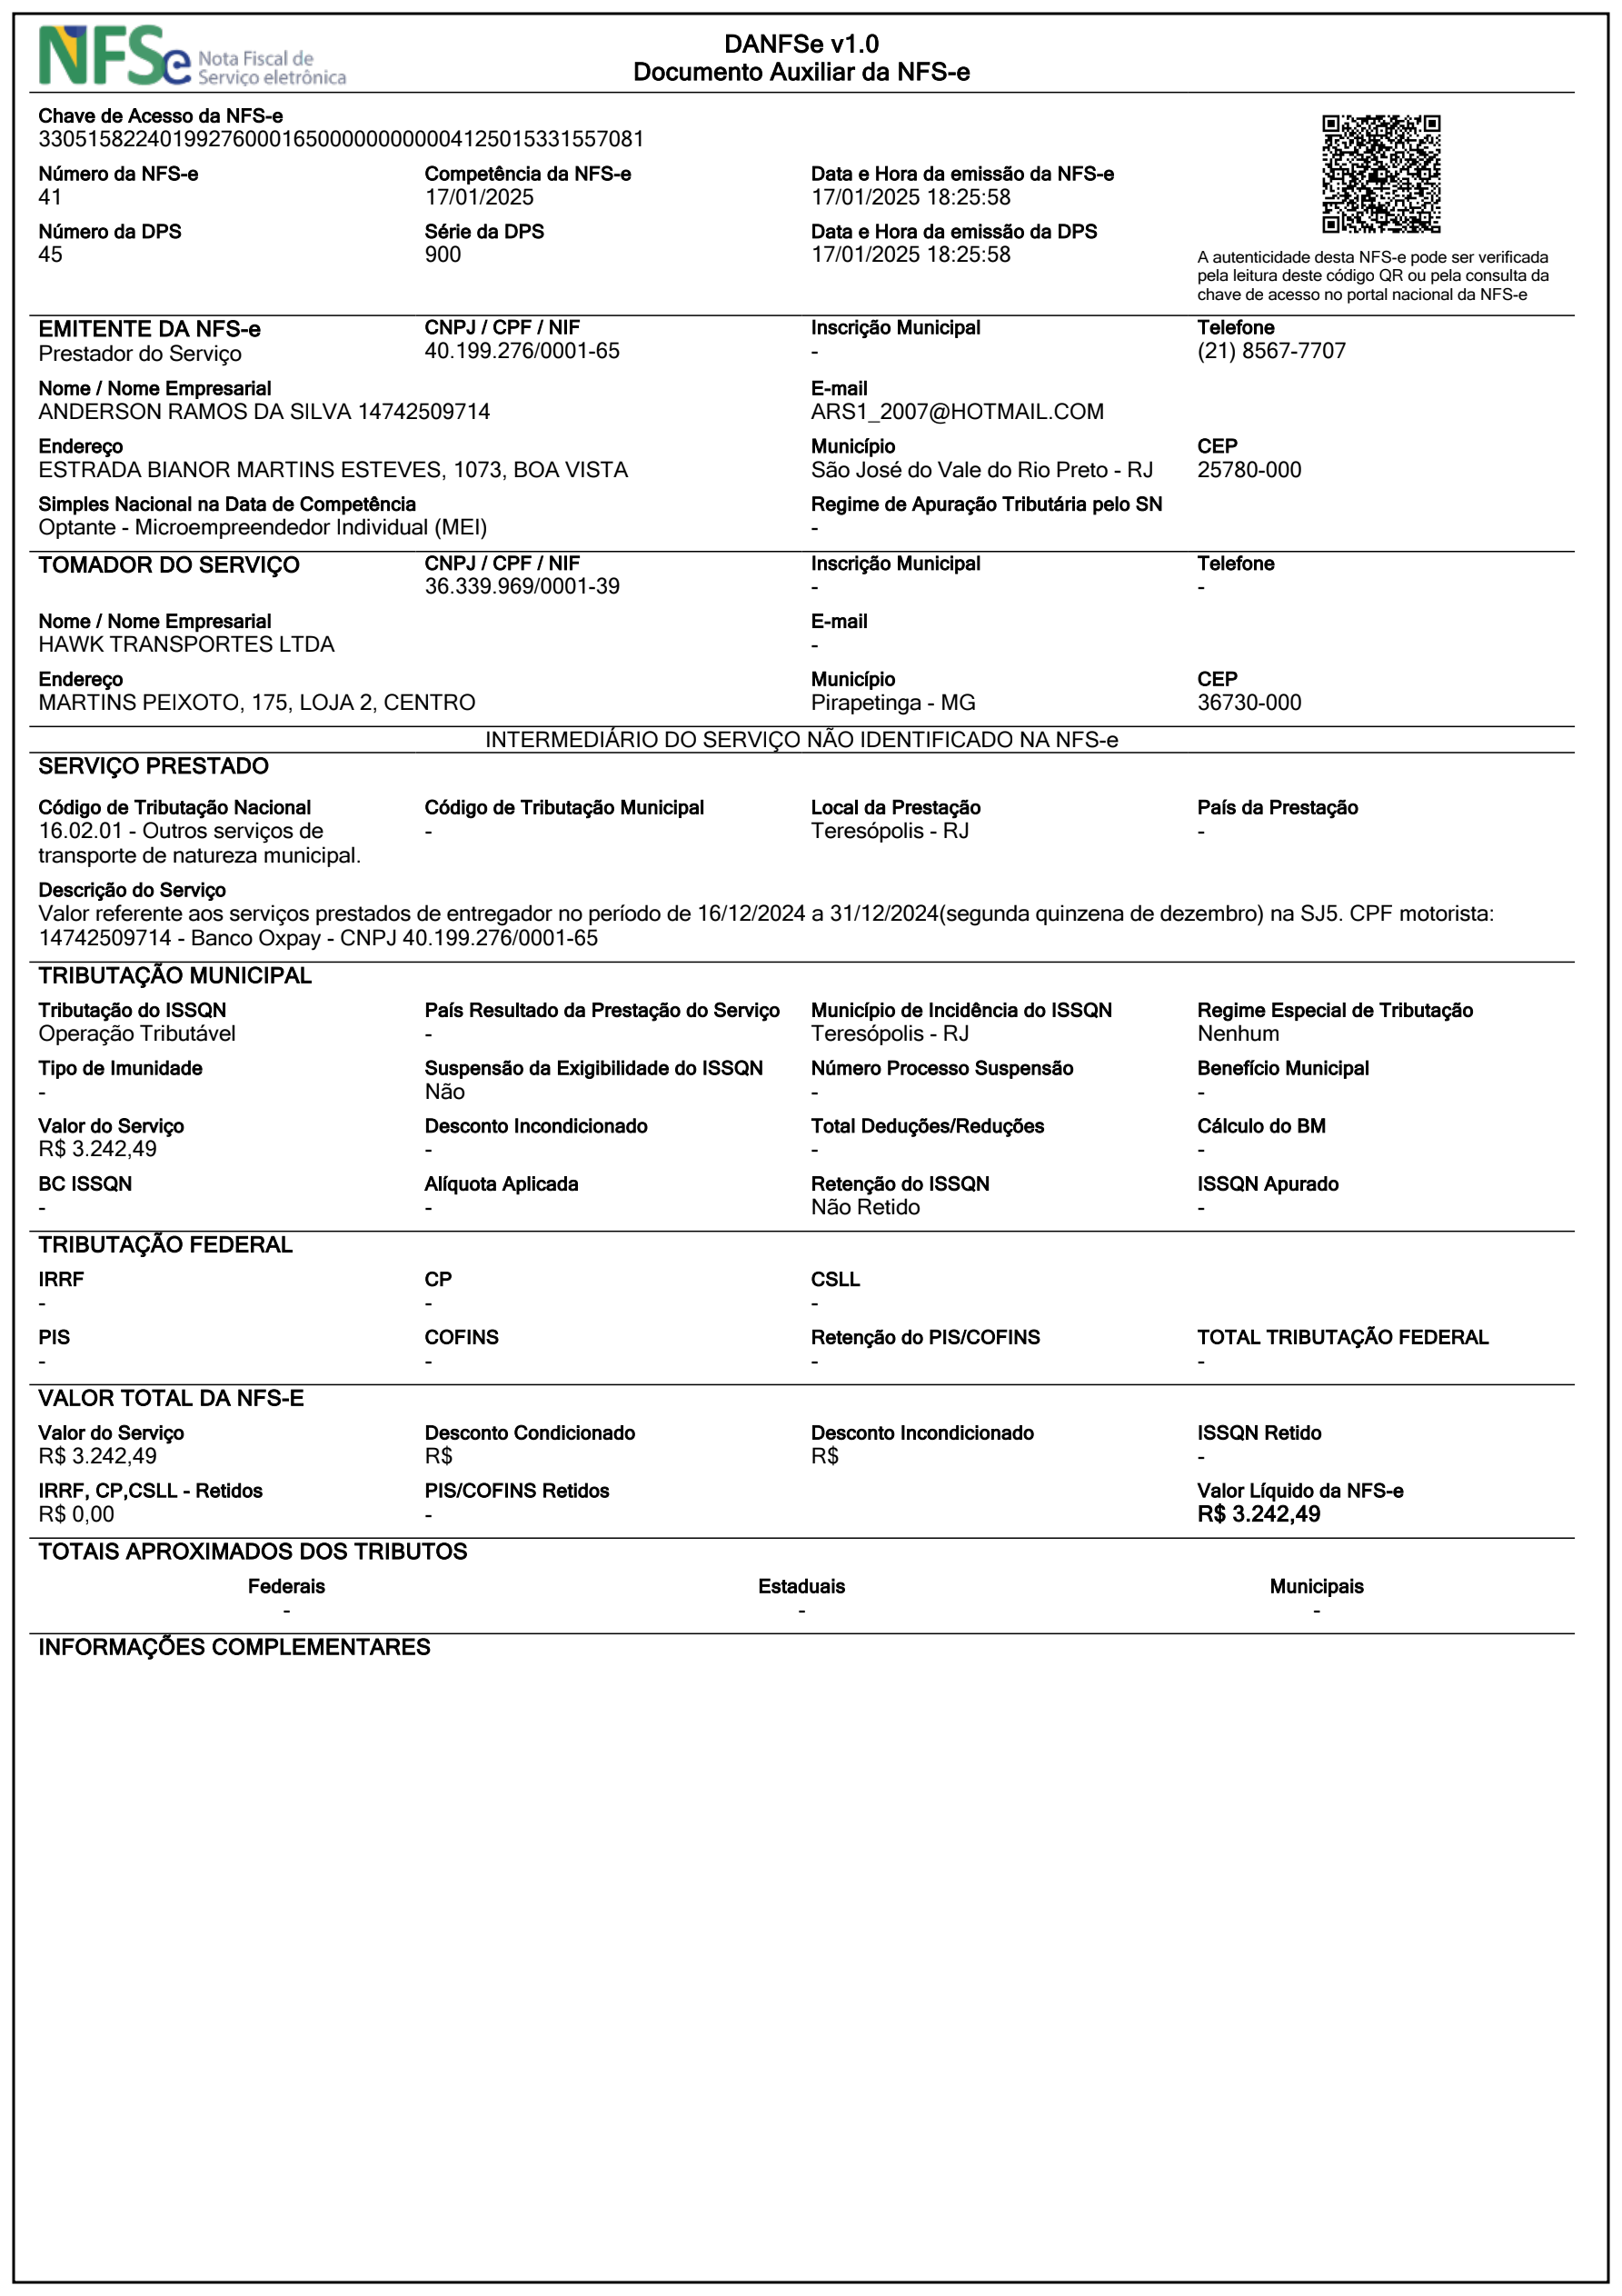 NFSe Nota Fiscal de Serviço eletrônica
DANFSe v1.0
Documento Auxiliar da NFS-e
Chave de Acesso da NFS-e
33051582240199276000165000000000004125015331557081
Número da NFS-e Competência da NFS-e Data e Hora da emissão da NFS-e
41 17/01/2025 17/01/2025 18:25:58
Número da DPS Série da DPS Data e Hora da emissão da DPS
45 900 17/01/2025 18:25:58
A autenticidade desta NFS-e pode ser verificada
pela leitura deste código QR ou pela consulta da
chave de acesso no portal nacional da NFS-e
EMITENTE DA NFS-e CNPJ / CPF / NIF Inscrição Municipal Telefone
Prestador do Serviço 40.199.276/0001-65 - (21) 8567-7707
Nome / Nome Empresarial E-mail
ANDERSON RAMOS DA SILVA 14742509714 ARS1_2007@HOTMAIL.COM
Endereço Município CEP
ESTRADA BIANOR MARTINS ESTEVES, 1073, BOA VISTA São José do Vale do Rio Preto - RJ 25780-000
Simples Nacional na Data de Competência Regime de Apuração Tributária pelo SN
Optante - Microempreendedor Individual (MEI) -
TOMADOR DO SERVIÇO CNPJ / CPF / NIF Inscrição Municipal Telefone
36.339.969/0001-39 - -
Nome / Nome Empresarial E-mail
HAWK TRANSPORTES LTDA -
Endereço Município CEP
MARTINS PEIXOTO, 175, LOJA 2, CENTRO Pirapetinga - MG 36730-000
INTERMEDIÁRIO DO SERVIÇO NÃO IDENTIFICADO NA NFS-e
SERVIÇO PRESTADO
Código de Tributação Nacional Código de Tributação Municipal Local da Prestação País da Prestação
16.02.01 - Outros serviços de - Teresópolis - RJ -
transporte de natureza municipal.
Descrição do Serviço
Valor referente aos serviços prestados de entregador no período de 16/12/2024 a 31/12/2024(segunda quinzena de dezembro) na SJ5. CPF motorista:
14742509714 - Banco Oxpay - CNPJ 40.199.276/0001-65
TRIBUTAÇÃO MUNICIPAL
Tributação do ISSQN País Resultado da Prestação do Serviço Município de Incidência do ISSQN Regime Especial de Tributação
Operação Tributável - Teresópolis - RJ Nenhum
Tipo de Imunidade Suspensão da Exigibilidade do ISSQN Número Processo Suspensão Benefício Municipal
- Não - -
Valor do Serviço Desconto Incondicionado Total Deduções/Reduções Cálculo do BM
R$ 3.242,49 - - -
BC ISSQN Alíquota Aplicada Retenção do ISSQN ISSQN Apurado
- - Não Retido -
TRIBUTAÇÃO FEDERAL
IRRF CP CSLL
- - -
PIS COFINS Retenção do PIS/COFINS TOTAL TRIBUTAÇÃO FEDERAL
- - - -
VALOR TOTAL DA NFS-E
Valor do Serviço Desconto Condicionado Desconto Incondicionado ISSQN Retido
R$ 3.242,49 R$ R$ -
IRRF, CP,CSLL - Retidos PIS/COFINS Retidos Valor Líquido da NFS-e
R$ 0,00 - R$ 3.242,49
TOTAIS APROXIMADOS DOS TRIBUTOS
Federais Estaduais Municipais
- - -
INFORMAÇÕES COMPLEMENTARES